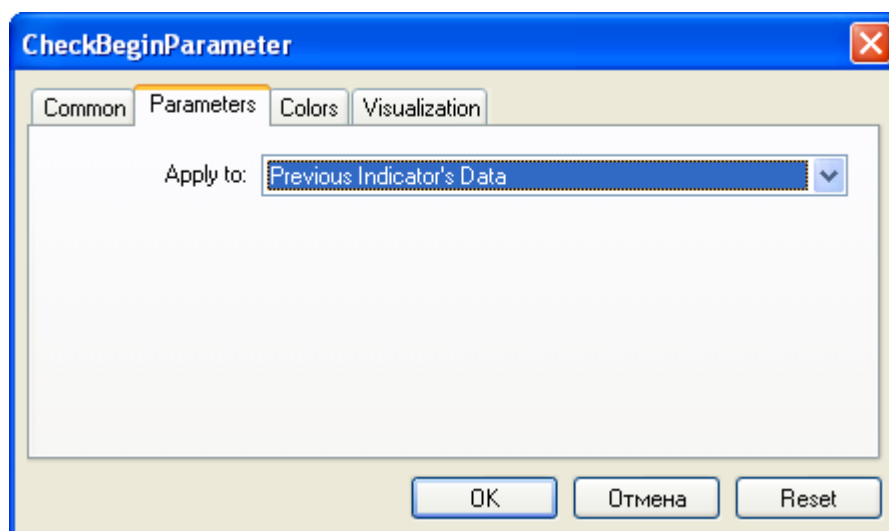 CheckBeginParameter
Common Parameters Colors Visualization
Apply to: Previous Indicator's Data
OK Отмена Reset